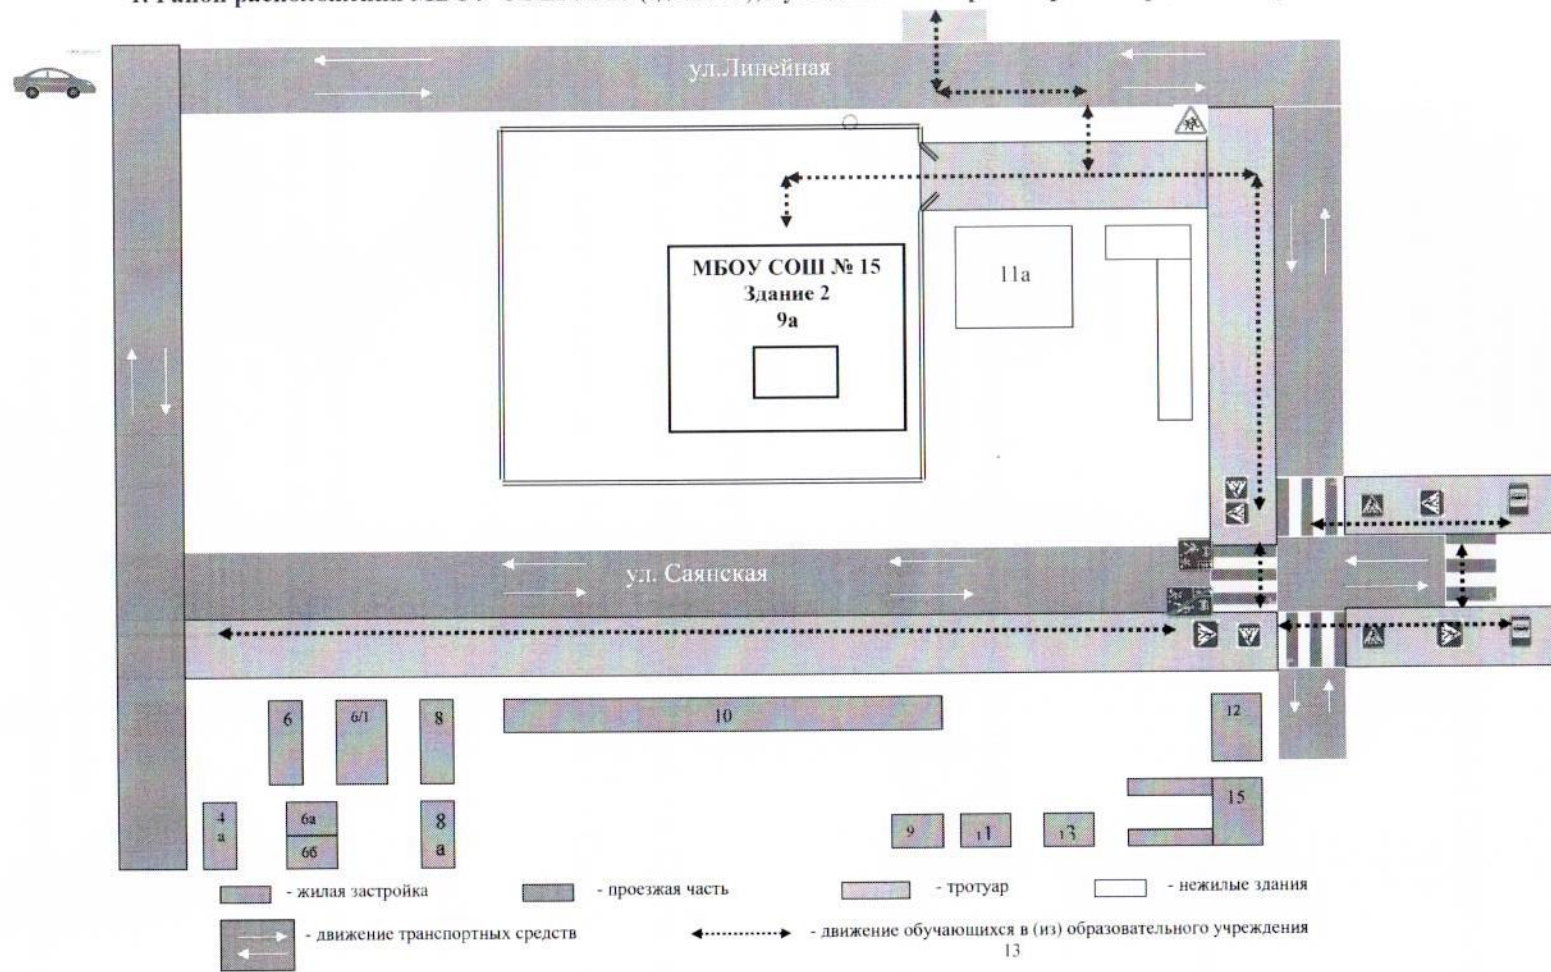 ул.Линейная
МБОУ СОШ № 15
Здание 2
9а
11а
ул. Саянская
6
6/1
8
10
12
4
а
6а
6б
8
а
9
11
13
15
- жилая застройка
- проезжая часть
- тротуар
- нежилые здания
- движение транспортных средств
- движение обучающихся в (из) образовательного учреждения
13